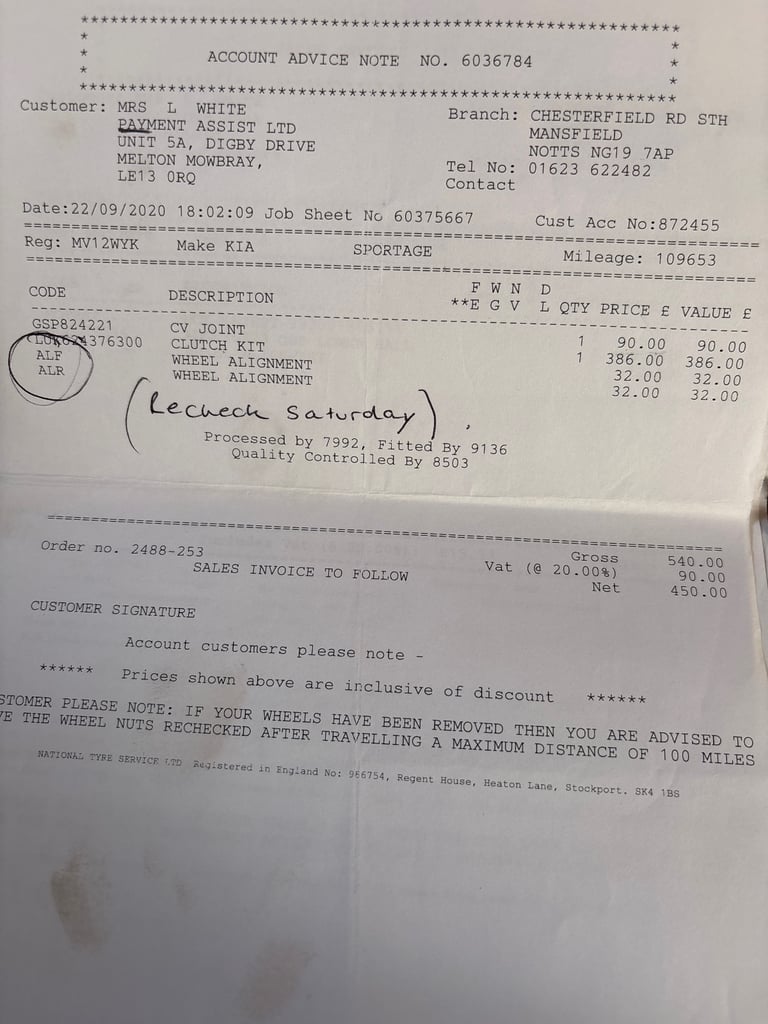 ************************************************************
*                                                          *
* ACCOUNT ADVICE NOTE NO. 6036784 *
*                                                          *
************************************************************
Customer: MRS L WHITE
PAYMENT ASSIST LTD
UNIT 5A, DIGBY DRIVE
MELTON MOWBRAY,
LE13 0RQ
Branch: CHESTERFIELD RD STH
MANSFIELD
NOTTS NG19 7AP
Tel No: 01623 622482
Contact
Date:22/09/2020 18:02:09 Job Sheet No 60375667 Cust Acc No:872455
Reg: MV12WYK Make KIA SPORTAGE Mileage: 109653
F W N D
CODE DESCRIPTION **E G V L QTY PRICE £ VALUE £
GSP824221 CV JOINT 1 90.00 90.00
LUK624376300 CLUTCH KIT 1 386.00 386.00
ALF WHEEL ALIGNMENT 32.00 32.00
ALR WHEEL ALIGNMENT 32.00 32.00
(Recheck Saturday)
Processed by 7992, Fitted By 9136
Quality Controlled By 8503
Order no. 2488-253 Gross 540.00
SALES INVOICE TO FOLLOW Vat (@ 20.00%) 90.00
Net 450.00
CUSTOMER SIGNATURE
Account customers please note -
****** Prices shown above are inclusive of discount ******
STOMER PLEASE NOTE: IF YOUR WHEELS HAVE BEEN REMOVED THEN YOU ARE ADVISED TO
VE THE WHEEL NUTS RECHECKED AFTER TRAVELLING A MAXIMUM DISTANCE OF 100 MILES
NATIONAL TYRE SERVICE LTD Registered in England No: 966754, Regent House, Heaton Lane, Stockport. SK4 1BS